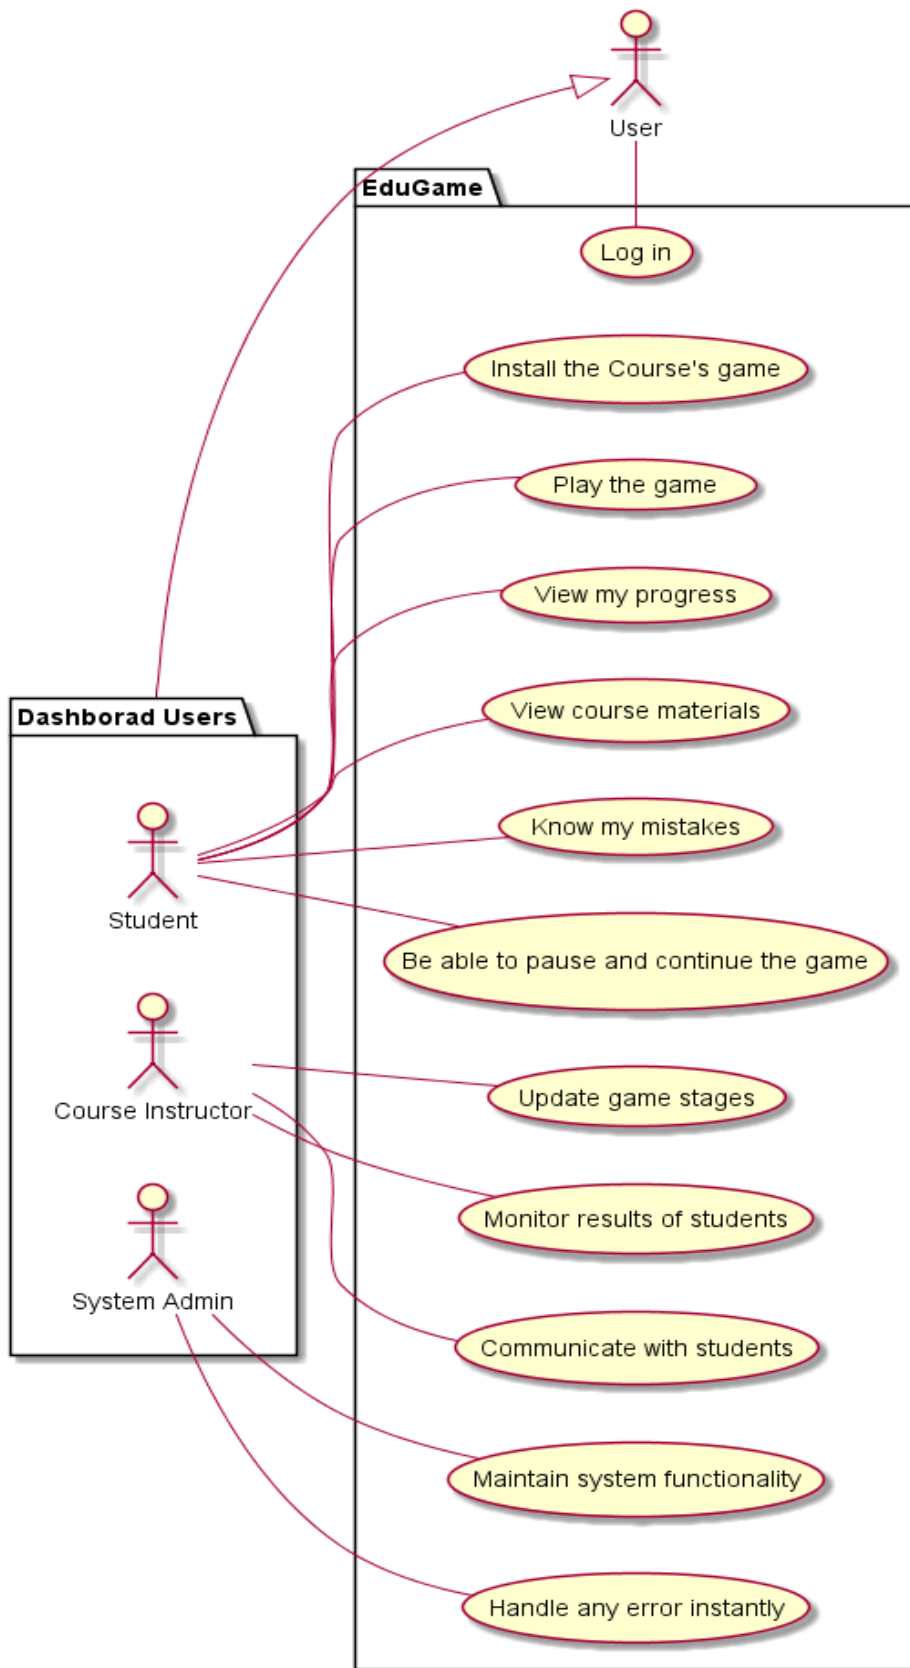 User
EduGame
Log in
Install the Course's game
Play the game
View my progress
Dashborad Users
View course materials
Know my mistakes
Student
Be able to pause and continue the game
Update game stages
Course Instructor
Monitor results of students
System Admin
Communicate with students
Maintain system functionality
Handle any error instantly